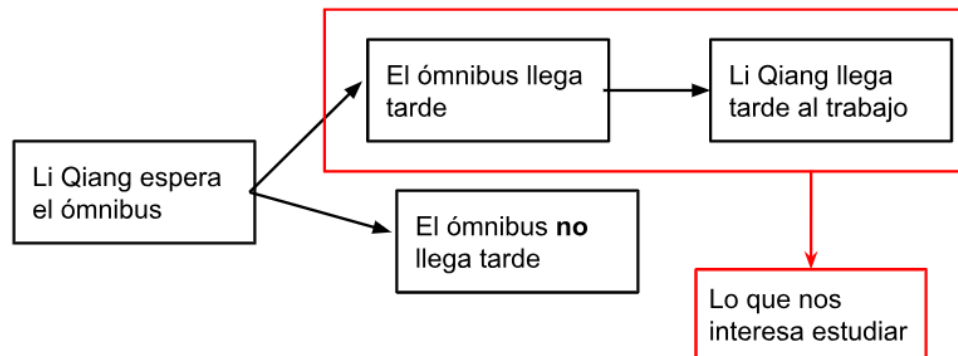 Li Qiang espera
el ómnibus
El ómnibus llega
tarde
Li Qiang llega
tarde al trabajo
El ómnibus no
llega tarde
Lo que nos
interesa estudiar